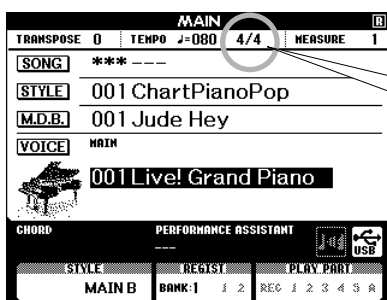 MAIN R
TRANSPOSE 0 TEMPO ♩=080 4/4 MEASURE 1
SONG ***---
STYLE 001 ChartPianoPop
M.D.B. 001 Jude Hey
VOICE MAIN
001 Live! Grand Piano
CHORD PERFORMANCE ASSISTANT
--- USB
STYLE REGIST PLAY PART
MAIN B BANK:1 1 2 REC 1 2 3 4 5 A